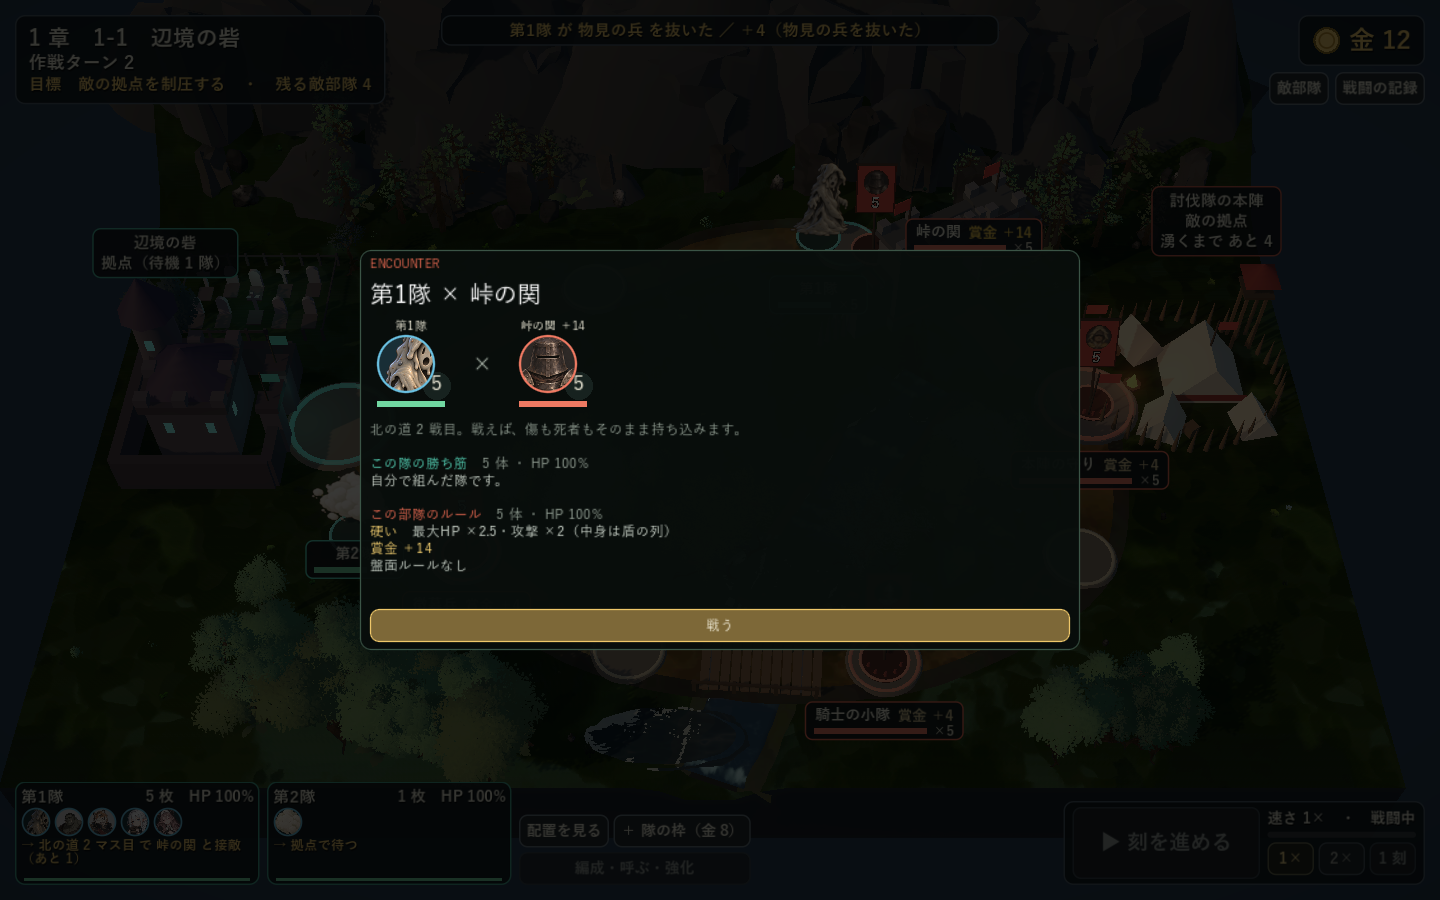 1 章 1-1 辺境の砦
作戦ターン 2
目標 敵の拠点を制圧する ・ 残る敵部隊 4
第1隊 が 物見の兵 を抜いた ／ +4（物見の兵を抜いた）
金 12
敵部隊
戦闘の記録
辺境の砦
拠点（待機 1 隊）
5
峠の関 賞金 +14
×5
討伐隊の本陣
敵の拠点
湧くまで あと 4
ENCOUNTER
第1隊 × 峠の関
第1隊
峠の関 +14
5
×
5
北の道 2 戦目。戦えば、傷も死者もそのまま持ち込みます。
この隊の勝ち筋 5 体 ・ HP 100%
自分で組んだ隊です。
この部隊のルール 5 体 ・ HP 100%
硬い 最大HP ×2.5・攻撃 ×2（中身は盾の列）
賞金 +14
盤面ルールなし
戦う
5
り 賞金 +4
×5
第2
騎士の小隊 賞金 +4
×5
第1隊 5 枚 HP 100%
→ 北の道 2 マス目 で 峠の関 と接敵
（あと 1）
第2隊 1 枚 HP 100%
→ 拠点で待つ
配置を見る
+ 隊の枠（金 8）
編成・呼ぶ・強化
▶ 刻を進める
速さ 1× ・ 戦闘中
1×
2×
1 刻